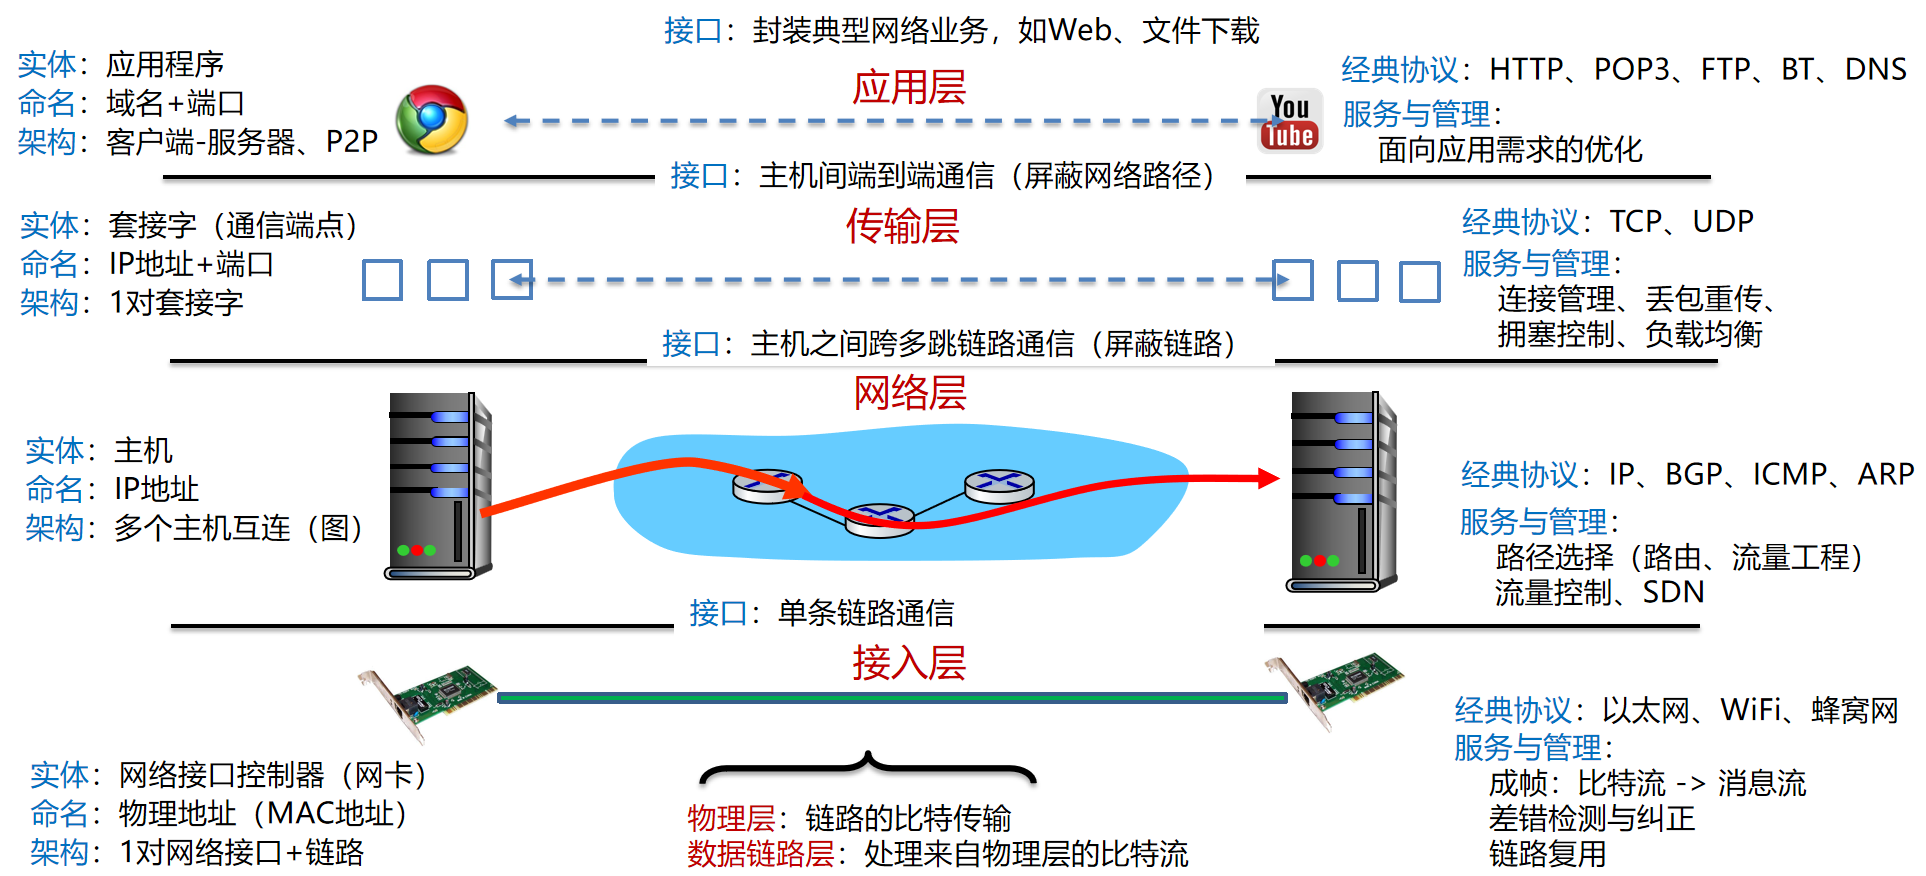 接口：封装典型网络业务，如Web、文件下载
实体：应用程序
命名：域名+端口
架构：客户端-服务器、P2P
应用层
You
Tube
经典协议：HTTP、POP3、FTP、BT、DNS
服务与管理：
面向应用需求的优化
接口：主机间端到端通信（屏蔽网络路径）
实体：套接字（通信端点）
命名：IP地址+端口
架构：1对套接字
传输层
经典协议：TCP、UDP
服务与管理：
连接管理、丢包重传、
拥塞控制、负载均衡
接口：主机之间跨多跳链路通信（屏蔽链路）
网络层
实体：主机
命名：IP地址
架构：多个主机互连（图）
经典协议：IP、BGP、ICMP、ARP
服务与管理：
路径选择（路由、流量工程）
流量控制、SDN
接口：单条链路通信
接入层
实体：网络接口控制器（网卡）
命名：物理地址（MAC地址）
架构：1对网络接口+链路
物理层：链路的比特传输
数据链路层：处理来自物理层的比特流
经典协议：以太网、WiFi、蜂窝网
服务与管理：
成帧：比特流 -> 消息流
差错检测与纠正
链路复用